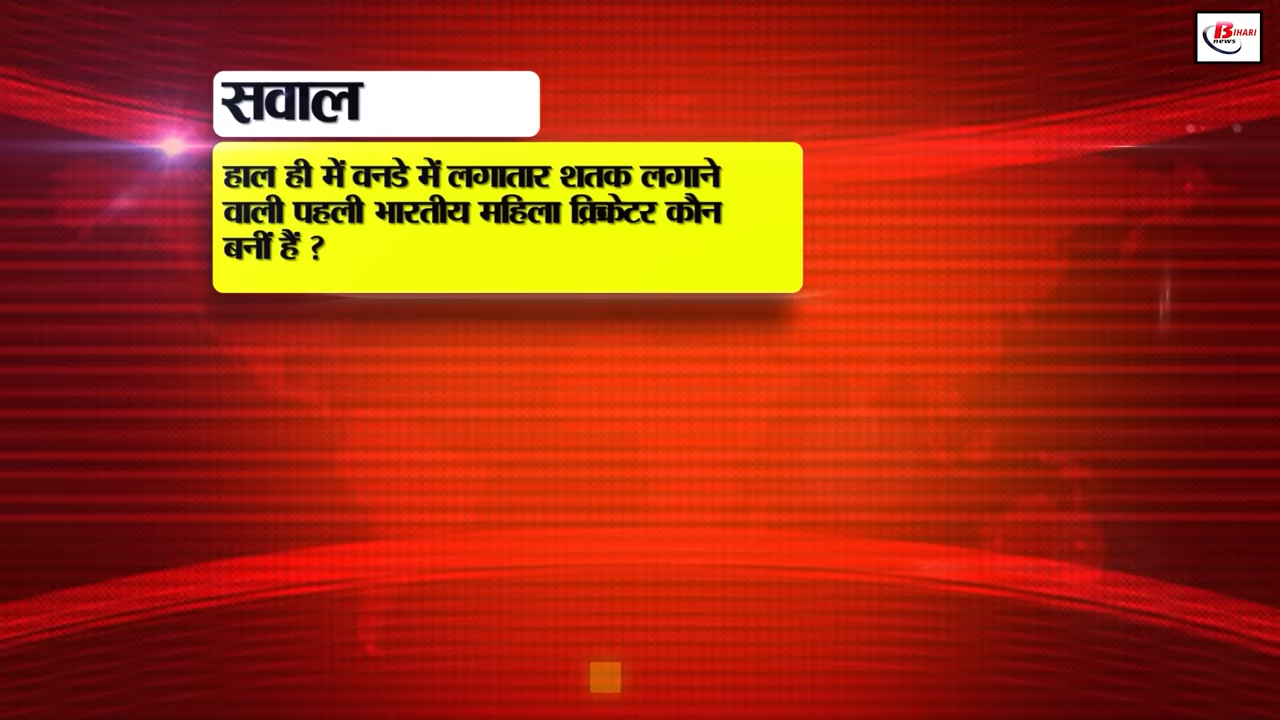 BIHARI
news
सवाल
हाल ही में वनडे में लगातार शतक लगाने
वाली पहली भारतीय महिला क्रिकेटर कौन
बनीं हैं ?